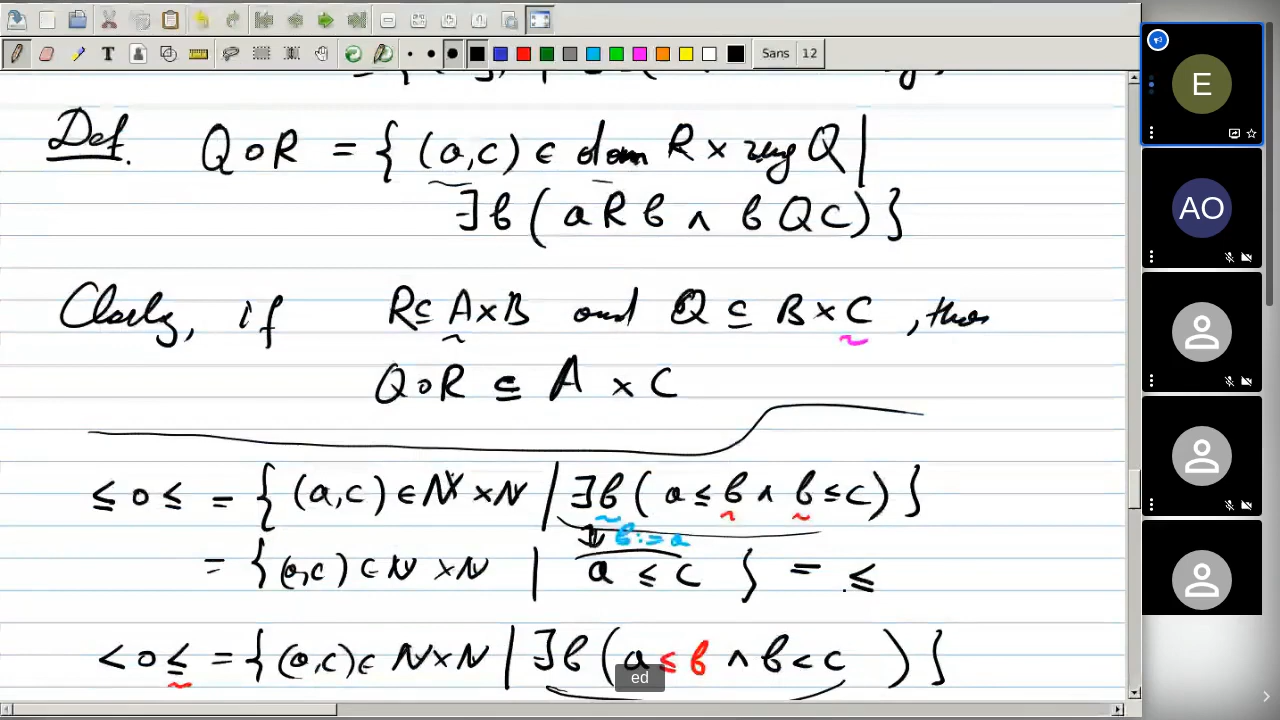 Sans 12
E
Def. Q∘R = { (a,c) ∈ dom R × rng Q |
∃b ( aRb ∧ bQc ) }
AO
Clearly, if R ⊆ A×B and Q ⊆ B×C , then
Q∘R ⊆ A × C
≤ ∘ ≤ = { (a,c) ∈ N × N | ∃b ( a ≤ b ∧ b ≤ c ) }
⇕ b := a
= { (a,c) ∈ N × N | a ≤ c } = ≤
< ∘ ≤ = { (a,c) ∈ N × N | ∃b ( a ≤ b ∧ b < c ) }
ed